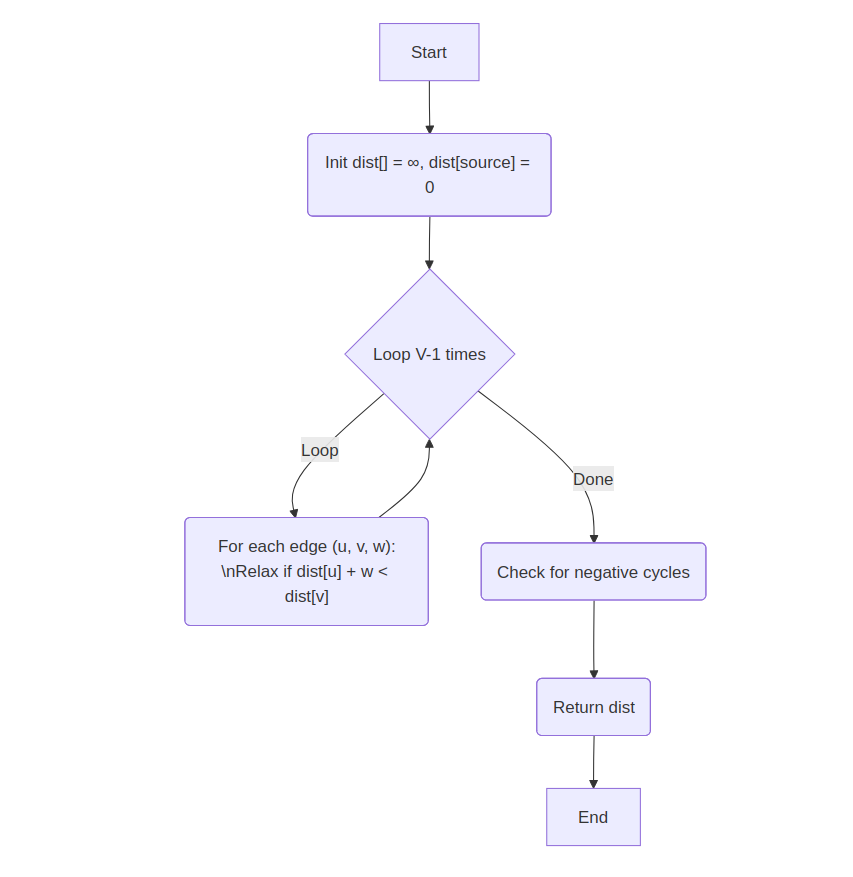 Start
Init dist[] = ∞, dist[source] =
0
Loop V-1 times
Loop
Done
For each edge (u, v, w):
\nRelax if dist[u] + w <
dist[v]
Check for negative cycles
Return dist
End